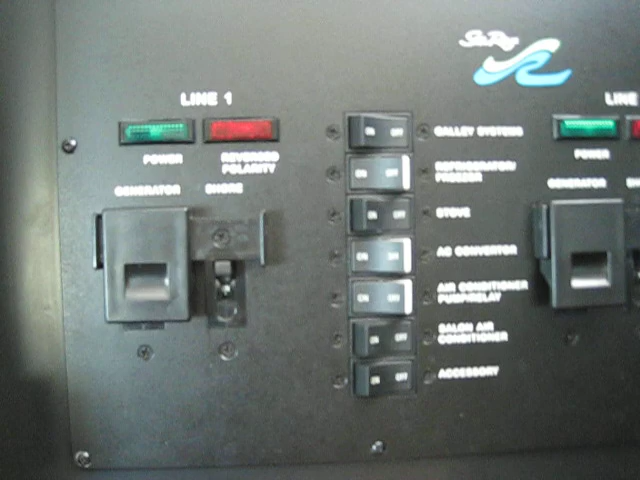 Sea Ray
LINE 1
LINE
POWER
REVERSED
POLARITY
POWER
GENERATOR
SHORE
GENERATOR
ON OFF
GALLEY SYSTEMS
ON OFF
REFRIGERATOR/
FREEZER
ON OFF
STOVE
ON OFF
AC CONVERTOR
ON OFF
AIR CONDITIONER
PUMP/RELAY
ON OFF
SALON AIR
CONDITIONER
ON OFF
ACCESSORY